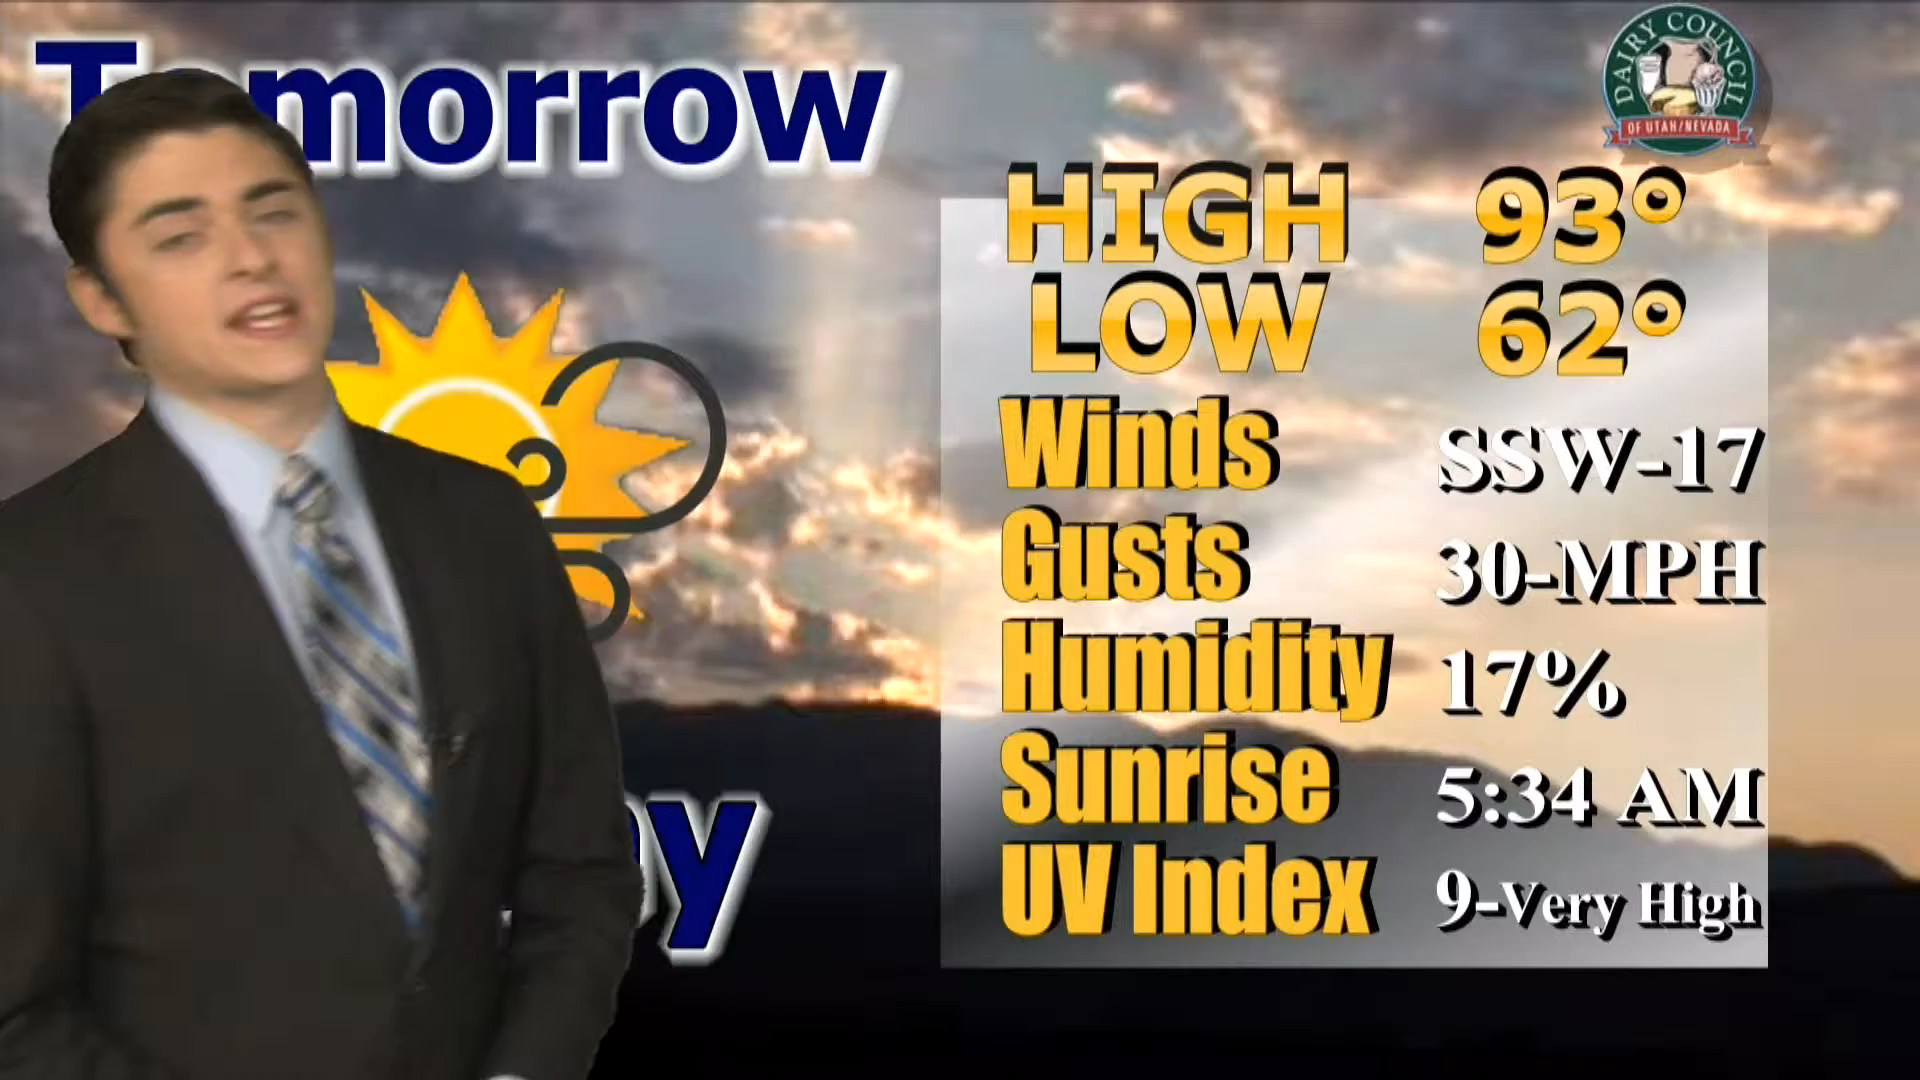 Tomorrow
DAIRY COUNCIL
OF UTAH/NEVADA
HIGH 93°
LOW 62°
Winds SSW-17
Gusts 30-MPH
Humidity 17%
Sunrise 5:34 AM
UV Index 9-Very High